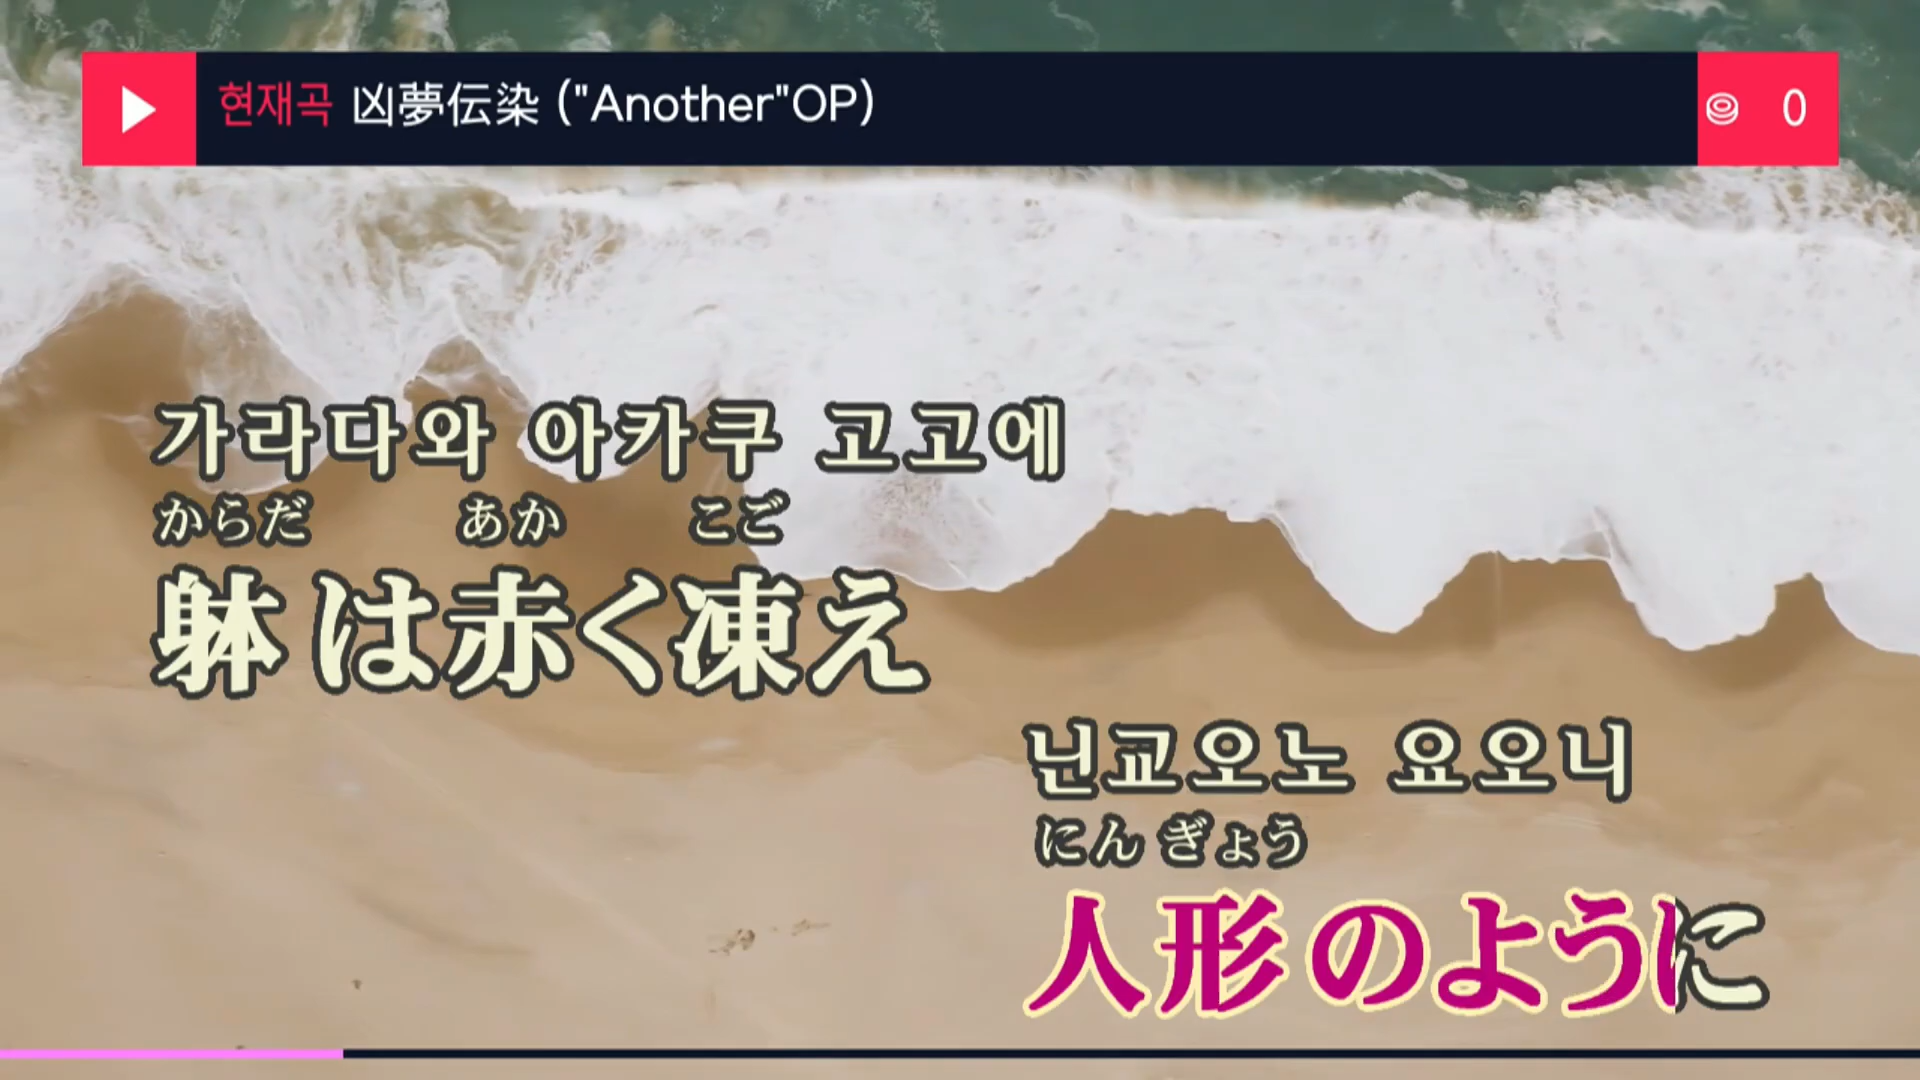 현재곡 凶夢伝染 ("Another"OP) 0
가라다와 아카쿠 고고에
からだ あか こご
躰は赤く凍え
닌교오노 요오니
にんぎょう
人形のように